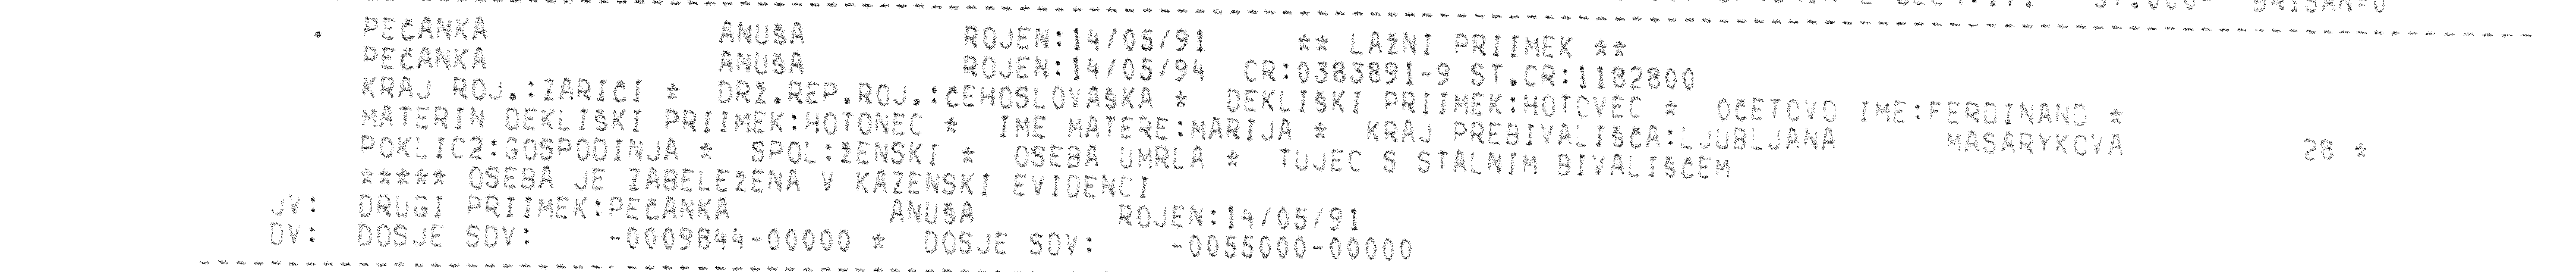 ST.000- BRISAN=0
. PEČANKA ANUŠA ROJEN:14/05/91 ** LAŽNI PRIIMEK **
PEČANKA ANUŠA ROJEN:14/05/94 CR:0383891-9 ST.CR:1182800
KRAJ ROJ.:ZARIČI * DRŽ.REP.ROJ.:ČEHOSLOVAŠKA * DEKLIŠKI PRIIMEK:HOTOVEC * OČETOVO IME:FERDINAND *
MATERIN DEKLIŠKI PRIIMEK:HOTONEC * IME MATERE:MARIJA * KRAJ PREBIVALIŠČA:LJUBLJANA MASARYKOVA 28 *
POKLIC2:GOSPODINJA * SPOL:ŽENSKI * OSEBA UMRLA * TUJEC S STALNIM BIVALIŠČEM
***** OSEBA JE ZABELEŽENA V KAZENSKI EVIDENCI
JV: DRUGI PRIIMEK:PEČANKA ANUŠA ROJEN:14/05/91
DV: DOSJE SDV: -0009844-00000 * DOSJE SDV: -0055000-00000